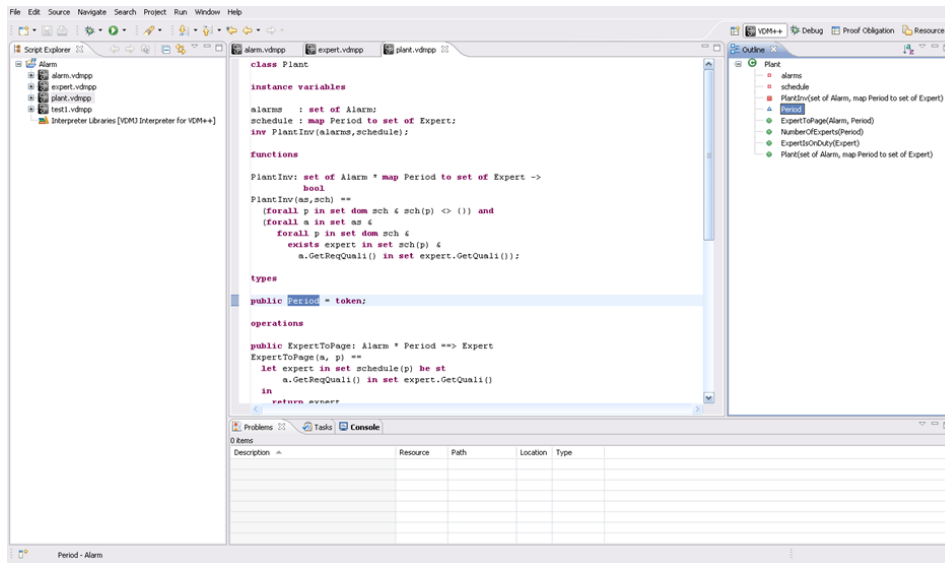 File Edit Source Navigate Search Project Run Window Help
VDM++ Debug Proof Obligation Resource
Script Explorer
Alarm
alarm.vdmpp
expert.vdmpp
plant.vdmpp
test1.vdmpp
Interpreter Libraries [VDMJ Interpreter for VDM++]
alarm.vdmpp expert.vdmpp plant.vdmpp
class Plant
instance variables
alarms : set of Alarm;
schedule : map Period to set of Expert;
inv PlantInv(alarms,schedule);
functions
PlantInv: set of Alarm * map Period to set of Expert ->
bool
PlantInv(as,sch) ==
(forall p in set dom sch & sch(p) <> {}) and
(forall a in set as &
forall p in set dom sch &
exists expert in set sch(p) &
a.GetReqQuali() in set expert.GetQuali());
types
public Period = token;
operations
public ExpertToPage: Alarm * Period ==> Expert
ExpertToPage(a, p) ==
let expert in set schedule(p) be st
a.GetReqQuali() in set expert.GetQuali()
in
return expert
Outline
Plant
alarms
schedule
PlantInv(set of Alarm, map Period to set of Expert)
Period
ExpertToPage(Alarm, Period)
NumberOfExperts(Period)
ExpertIsOnDuty(Expert)
Plant(set of Alarm, map Period to set of Expert)
Problems Tasks Console
0 items
Description Resource Path Location Type
Period - Alarm